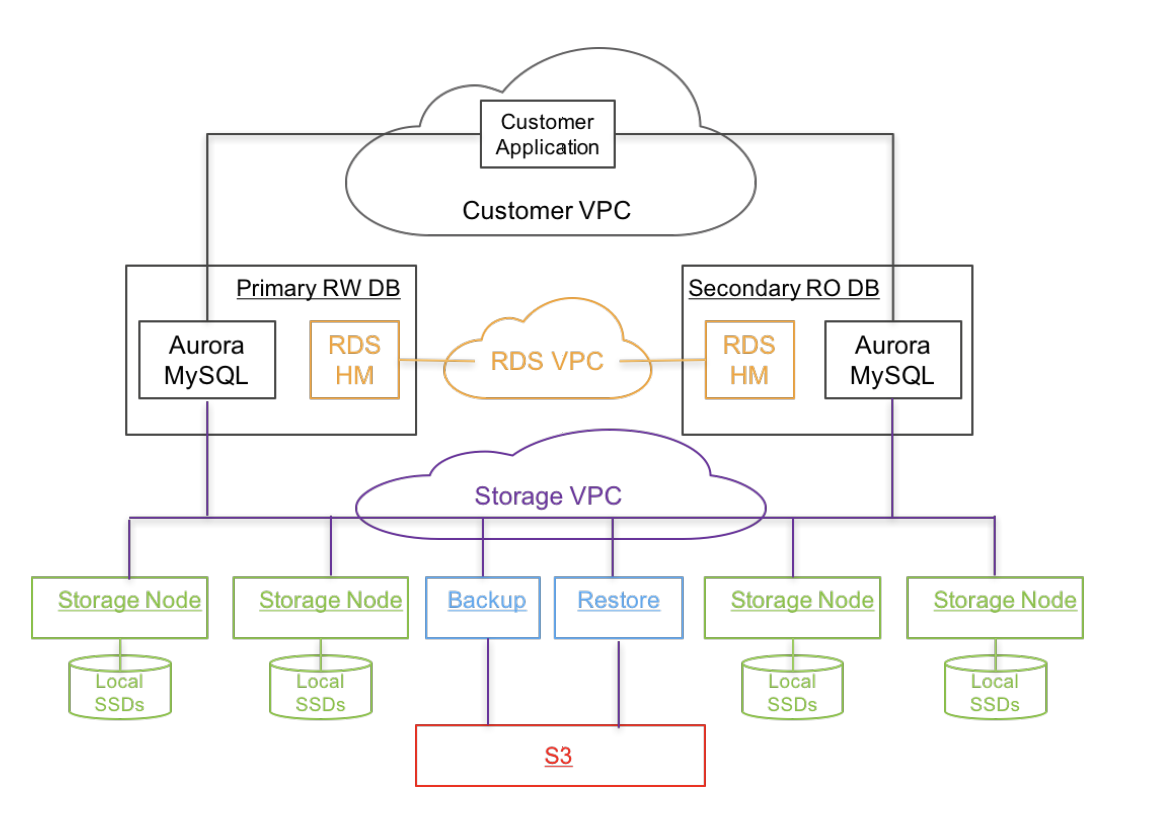 Customer
Application
Customer VPC
Primary RW DB
Secondary RO DB
Aurora
MySQL
RDS
HM
RDS VPC
RDS
HM
Aurora
MySQL
Storage VPC
Storage Node
Storage Node
Backup
Restore
Storage Node
Storage Node
Local
SSDs
Local
SSDs
Local
SSDs
Local
SSDs
S3